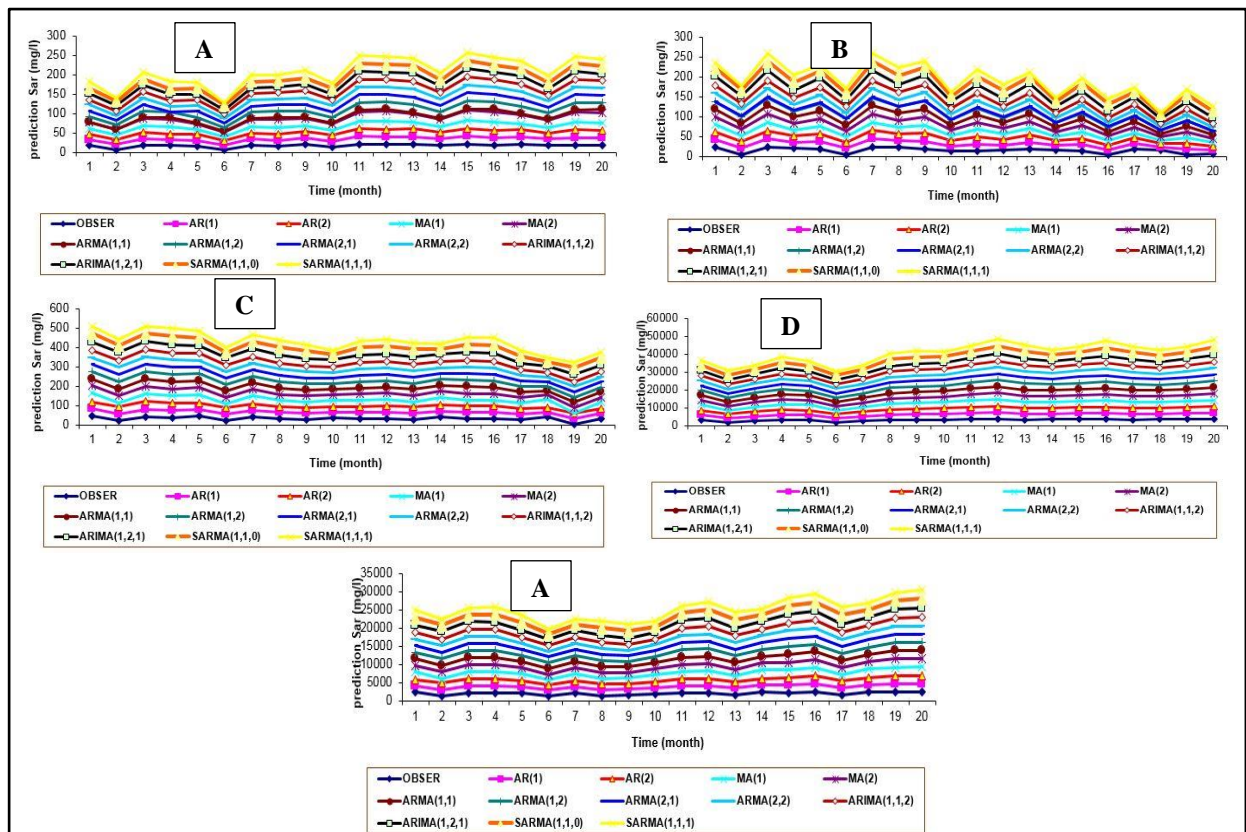 A
prediction Sar (mg/l)
300
250
200
150
100
50
0
1 2 3 4 5 6 7 8 9 10 11 12 13 14 15 16 17 18 19 20
Time (month)
OBSER AR(1) AR(2) MA(1) MA(2)
ARMA(1,1) ARMA(1,2) ARMA(2,1) ARMA(2,2) ARIMA(1,1,2)
ARIMA(1,2,1) SARMA(1,1,0) SARMA(1,1,1)
B
prediction Sar (mg/l)
300
250
200
150
100
50
0
1 2 3 4 5 6 7 8 9 10 11 12 13 14 15 16 17 18 19 20
Time (month)
OBSER AR(1) AR(2) MA(1) MA(2)
ARMA(1,1) ARMA(1,2) ARMA(2,1) ARMA(2,2) ARIMA(1,1,2)
ARIMA(1,2,1) SARMA(1,1,0) SARMA(1,1,1)
C
prediction Sar (mg/l)
600
500
400
300
200
100
0
1 2 3 4 5 6 7 8 9 10 11 12 13 14 15 16 17 18 19 20
Time (month)
OBSER AR(1) AR(2) MA(1) MA(2)
ARMA(1,1) ARMA(1,2) ARMA(2,1) ARMA(2,2) ARIMA(1,1,2)
ARIMA(1,2,1) SARMA(1,1,0) SARMA(1,1,1)
D
prediction Sar (mg/l)
60000
50000
40000
30000
20000
10000
0
1 2 3 4 5 6 7 8 9 10 11 12 13 14 15 16 17 18 19 20
Time (month)
OBSER AR(1) AR(2) MA(1) MA(2)
ARMA(1,1) ARMA(1,2) ARMA(2,1) ARMA(2,2) ARIMA(1,1,2)
ARIMA(1,2,1) SARMA(1,1,0) SARMA(1,1,1)
A
prediction Sar (mg/l)
35000
30000
25000
20000
15000
10000
5000
0
1 2 3 4 5 6 7 8 9 10 11 12 13 14 15 16 17 18 19 20
Time (month)
OBSER AR(1) AR(2) MA(1) MA(2)
ARMA(1,1) ARMA(1,2) ARMA(2,1) ARMA(2,2) ARIMA(1,1,2)
ARIMA(1,2,1) SARMA(1,1,0) SARMA(1,1,1)